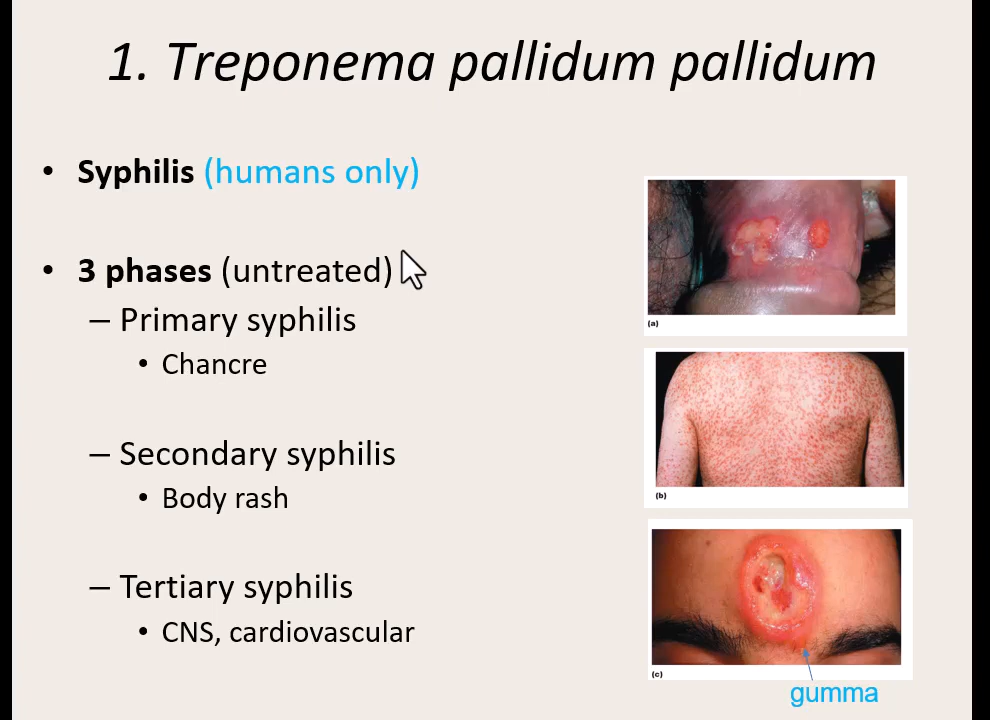 1. Treponema pallidum pallidum
• Syphilis (humans only)
• 3 phases (untreated)
– Primary syphilis
• Chancre
– Secondary syphilis
• Body rash
– Tertiary syphilis
• CNS, cardiovascular
(a)
(b)
(c)
gumma